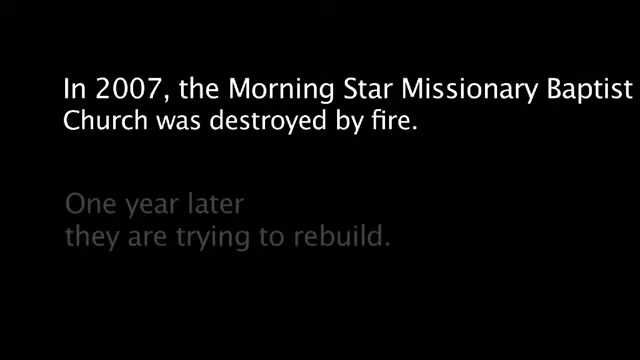 In 2007, the Morning Star Missionary Baptist
Church was destroyed by fire.
One year later
they are trying to rebuild.